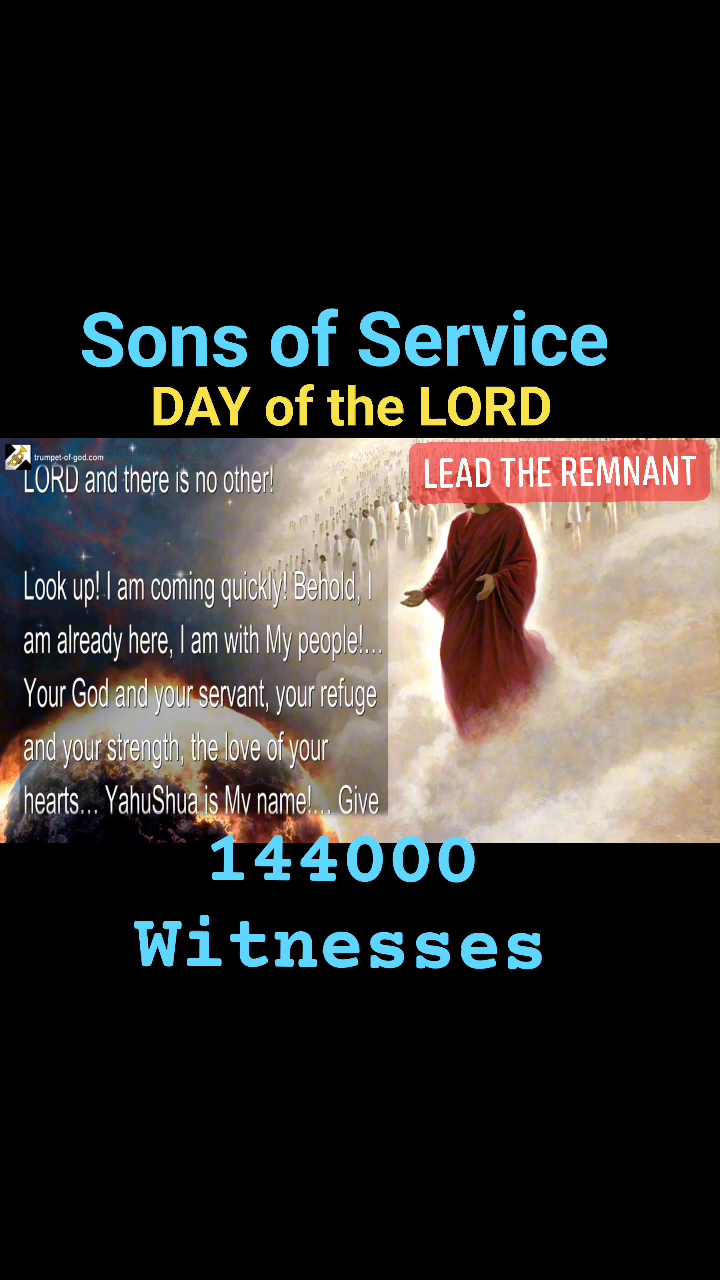 Sons of Service
DAY of the LORD
trumpet-of-god.com
LEAD THE REMNANT
LORD and there is no other!
Look up! I am coming quickly! Behold, I
am already here, I am with My people!...
Your God and your servant, your refuge
and your strength, the love of your
hearts... YahuShua is My name!... Give
144000
Witnesses